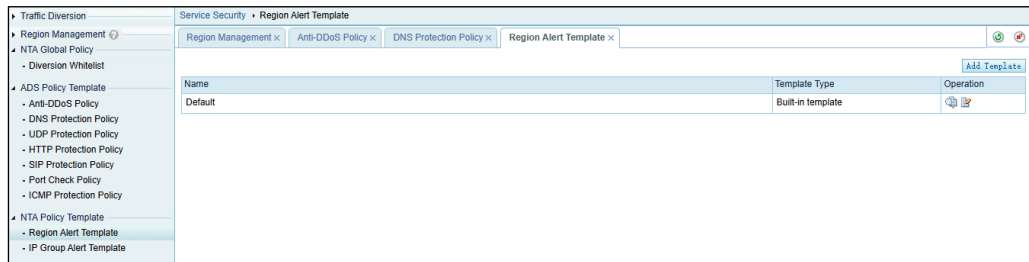 Traffic Diversion
Region Management
NTA Global Policy
Diversion Whitelist
ADS Policy Template
Anti-DDoS Policy
DNS Protection Policy
UDP Protection Policy
HTTP Protection Policy
SIP Protection Policy
Port Check Policy
ICMP Protection Policy
NTA Policy Template
Region Alert Template
IP Group Alert Template
Service Security Region Alert Template
Region Management × Anti-DDoS Policy × DNS Protection Policy × Region Alert Template ×
Add Template
Name Template Type Operation
Default Built-in template